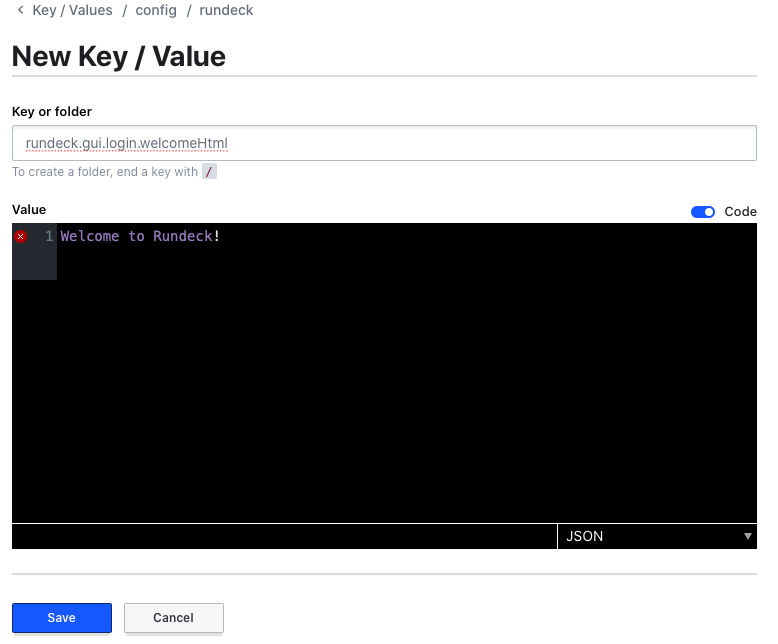 Key / Values / config / rundeck
New Key / Value
Key or folder
rundeck.gui.login.welcomeHtml
To create a folder, end a key with /
Value
Code
1 Welcome to Rundeck!
JSON
Save Cancel